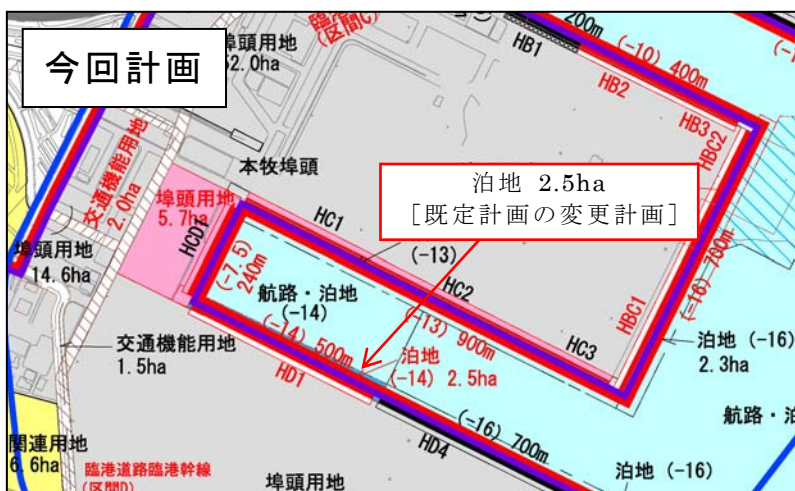 今回計画
埠頭用地
52.0ha
臨港
(区間C)
HB1
200m
(-10) 400m
HB2
HB3
HBC2
交通機能用地
2.0ha
本牧埠頭
泊地 2.5ha
[既定計画の変更計画]
埠頭用地
5.7ha
HCD1
HC1
(-13)
HC2
(-7.5)
240m
埠頭用地
14.6ha
航路・泊地
(-14)
(-13) 900m
HC3
HBC1
(-16) 700m
交通機能用地
1.5ha
(-14) 500m
泊地
(-14) 2.5ha
HD1
泊地 (-16)
2.3ha
(-16) 700m
航路・泊
HD4
関連用地
6.6ha
臨港道路臨港幹線
(区間D)
埠頭用地
泊地 (-16)